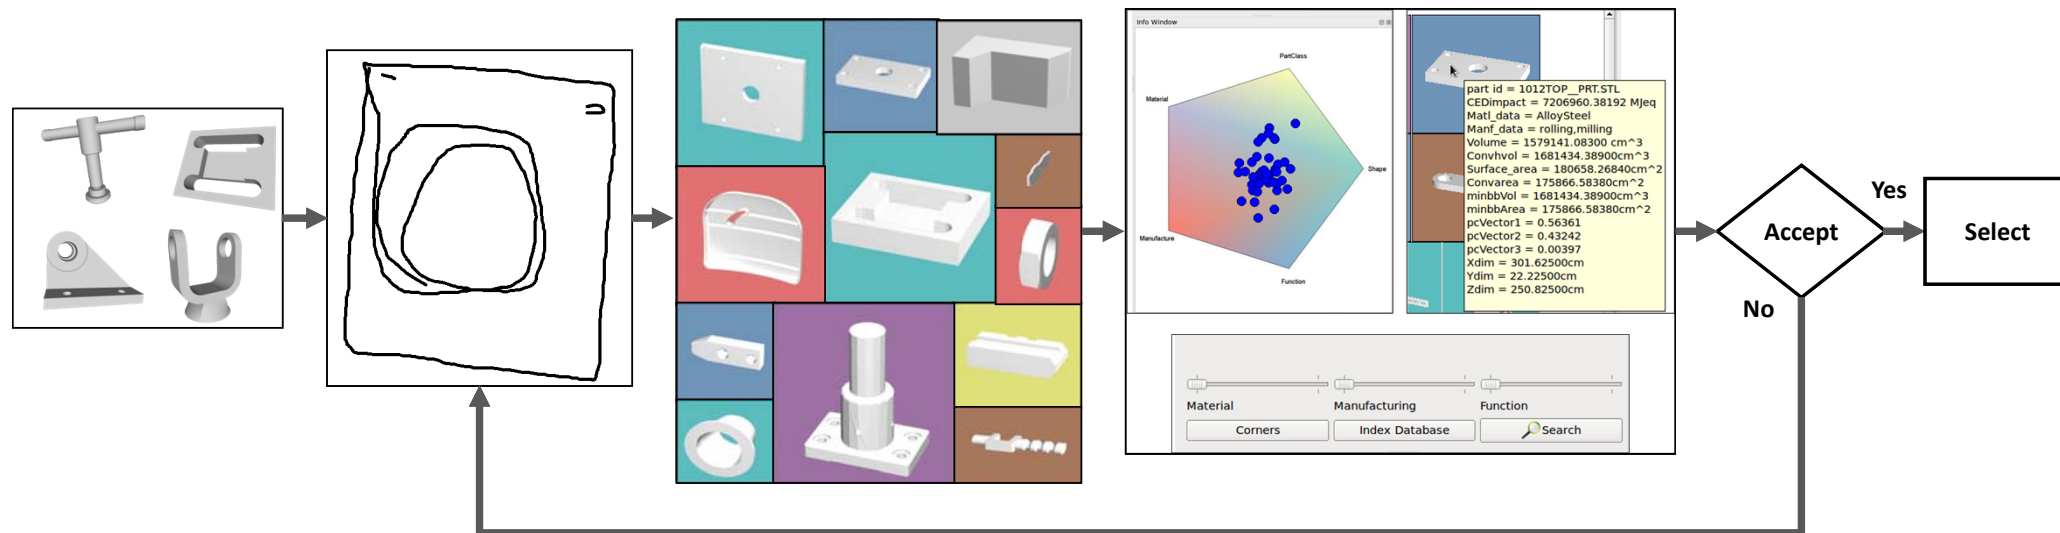 Info Window
PartClass
Material
Shape
Manufacture
Function
part id = 1012TOP__PRT.STL
CEDimpact = 7206960.38192 MJeq
Matl_data = AlloySteel
Manf_data = rolling,milling
Volume = 1579141.08300 cm^3
Convhvol = 1681434.38900cm^3
Surface_area = 180658.26840cm^2
Convarea = 175866.58380cm^2
minbbVol = 1681434.38900cm^3
minbbArea = 175866.58380cm^2
pcVector1 = 0.56361
pcVector2 = 0.43242
pcVector3 = 0.00397
Xdim = 301.62500cm
Ydim = 22.22500cm
Zdim = 250.82500cm
Material
Manufacturing
Function
Corners
Index Database
Search
Accept
Yes
No
Select